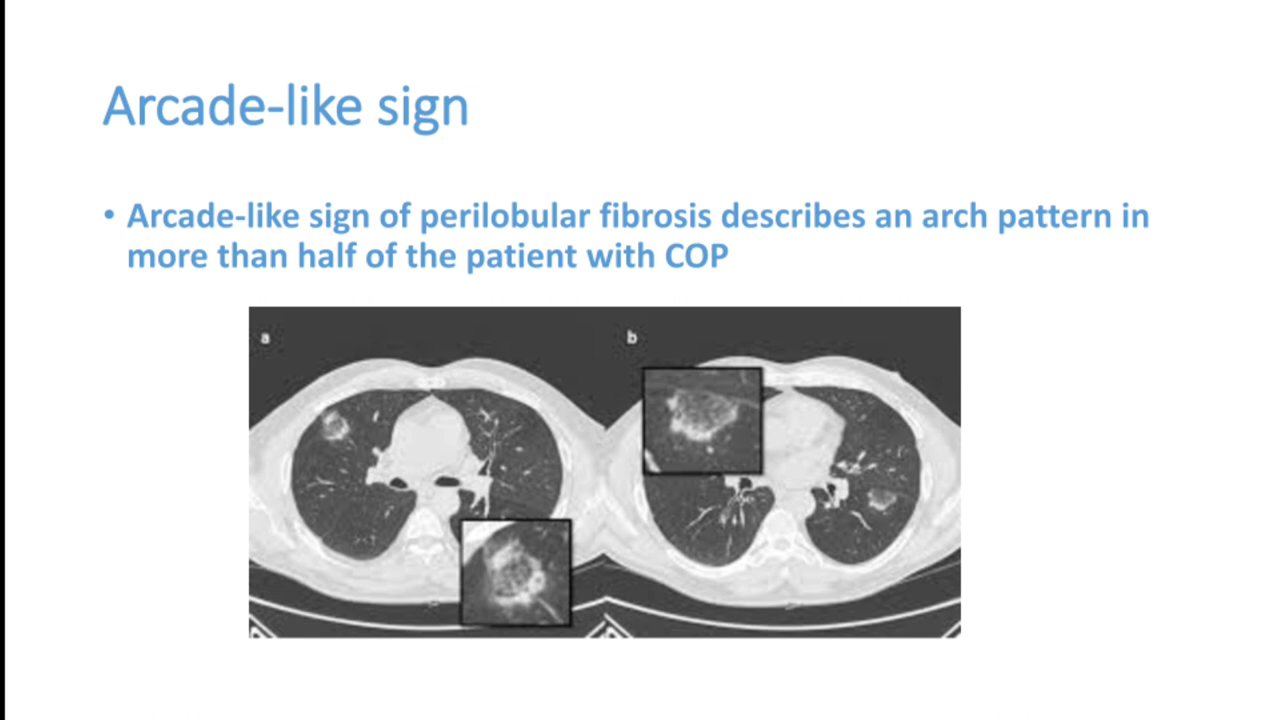 Arcade-like sign
• Arcade-like sign of perilobular fibrosis describes an arch pattern in
more than half of the patient with COP
a
b